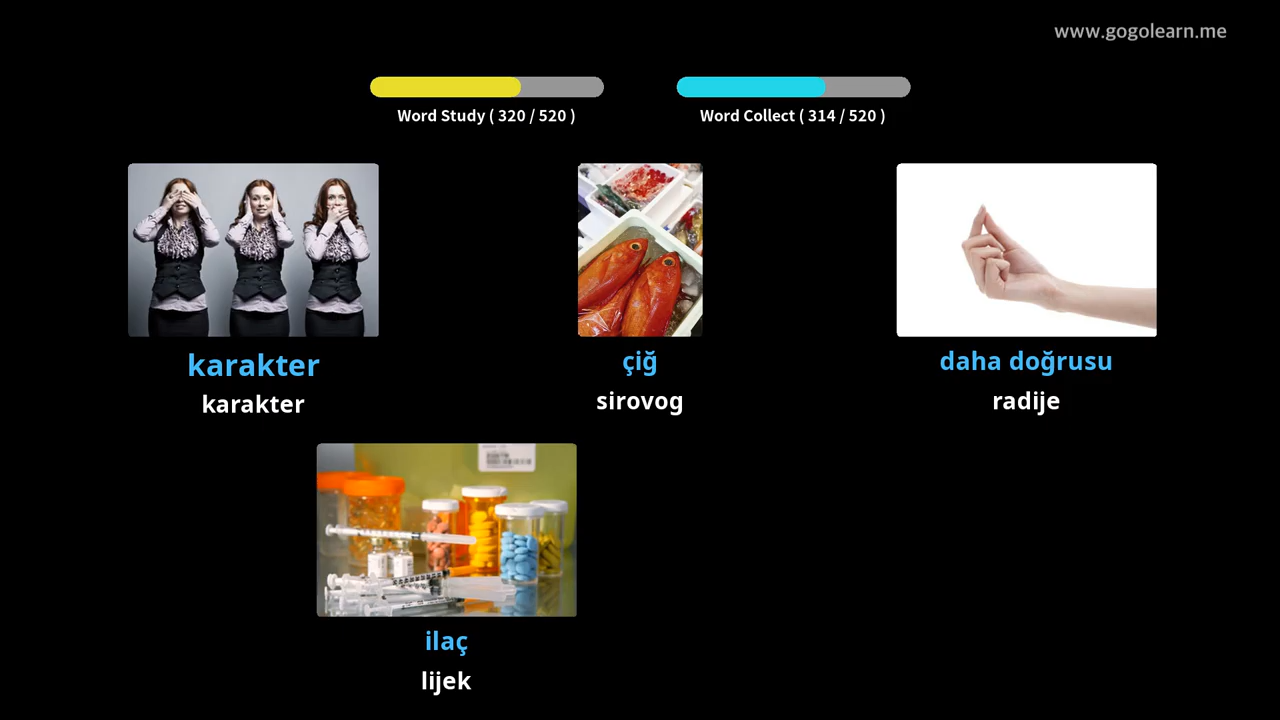 www.gogolearn.me
Word Study ( 320 / 520 )
Word Collect ( 314 / 520 )
karakter
karakter
çiğ
sirovog
daha doğrusu
radije
ilaç
lijek